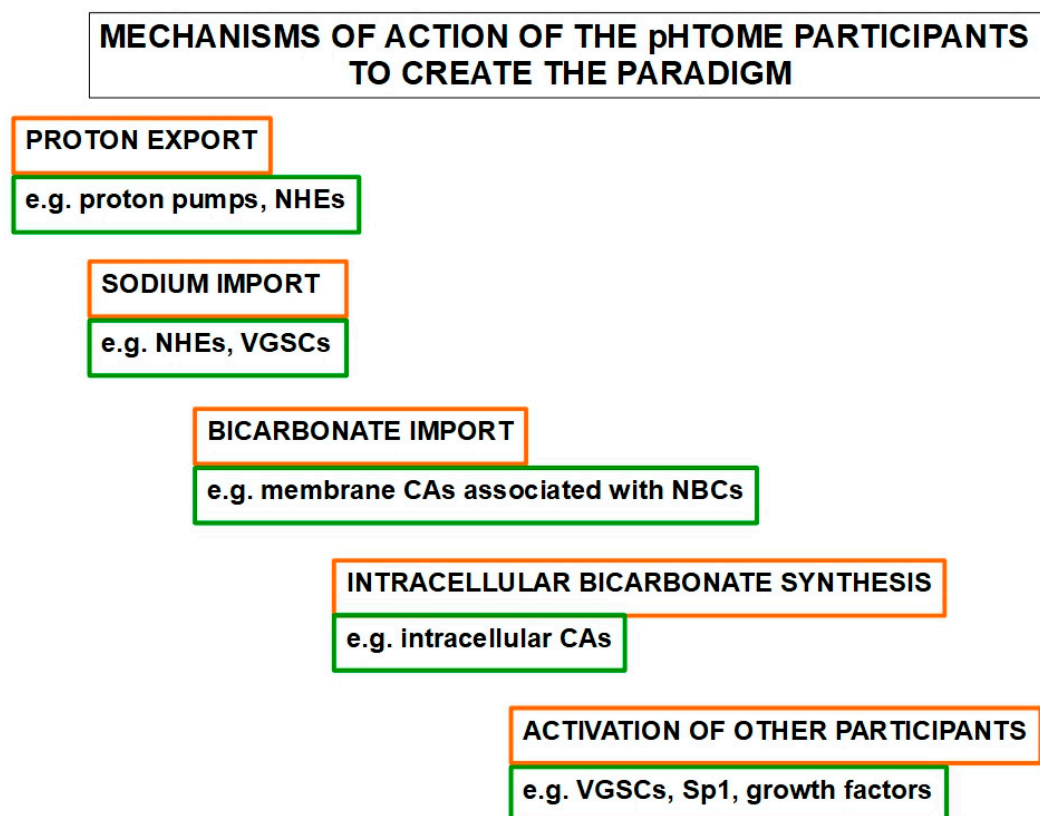 MECHANISMS OF ACTION OF THE pHTOME PARTICIPANTS
TO CREATE THE PARADIGM
PROTON EXPORT
e.g. proton pumps, NHEs
SODIUM IMPORT
e.g. NHEs, VGSCs
BICARBONATE IMPORT
e.g. membrane CAs associated with NBCs
INTRACELLULAR BICARBONATE SYNTHESIS
e.g. intracellular CAs
ACTIVATION OF OTHER PARTICIPANTS
e.g. VGSCs, Sp1, growth factors